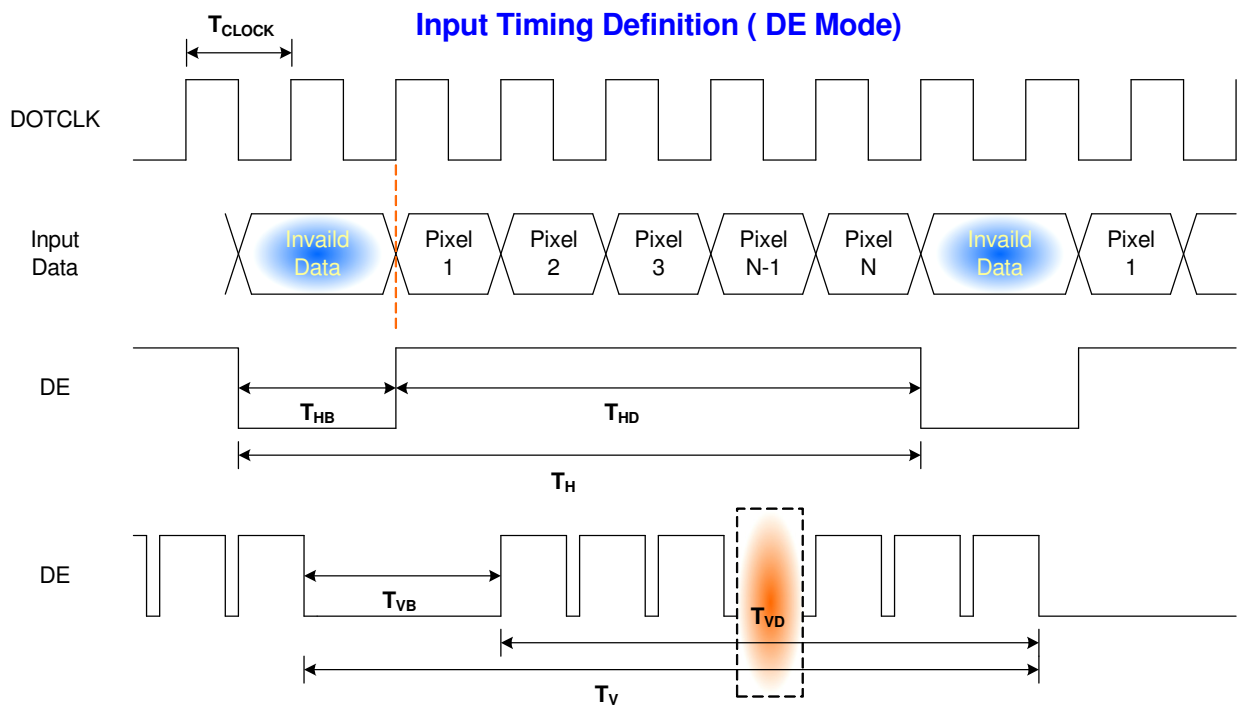 Input Timing Definition ( DE Mode)
TCLOCK
DOTCLK
Input
Data
Invaild
Data
Pixel
1
Pixel
2
Pixel
3
Pixel
N-1
Pixel
N
Invaild
Data
Pixel
1
DE
THB
THD
TH
DE
TVB
TVD
TV